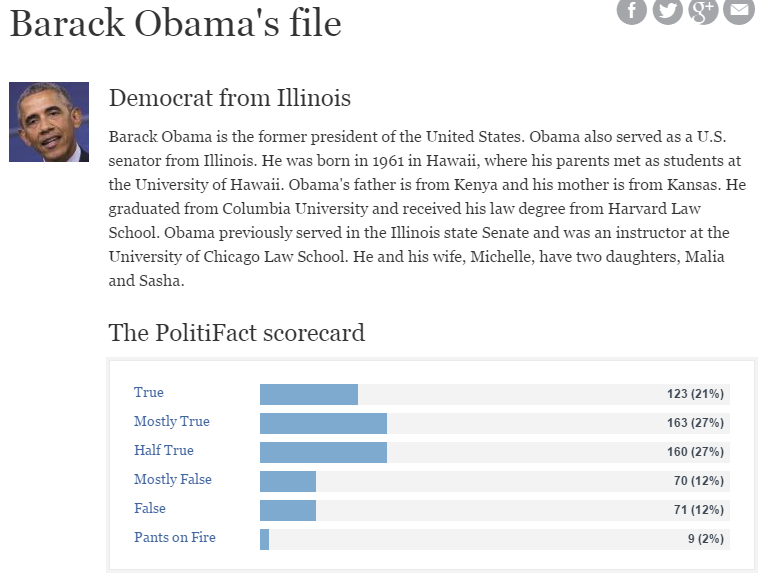 Barack Obama's file
f g+
Democrat from Illinois
Barack Obama is the former president of the United States. Obama also served as a U.S.
senator from Illinois. He was born in 1961 in Hawaii, where his parents met as students at
the University of Hawaii. Obama's father is from Kenya and his mother is from Kansas. He
graduated from Columbia University and received his law degree from Harvard Law
School. Obama previously served in the Illinois state Senate and was an instructor at the
University of Chicago Law School. He and his wife, Michelle, have two daughters, Malia
and Sasha.
The PolitiFact scorecard
True 123 (21%)
Mostly True 163 (27%)
Half True 160 (27%)
Mostly False 70 (12%)
False 71 (12%)
Pants on Fire 9 (2%)